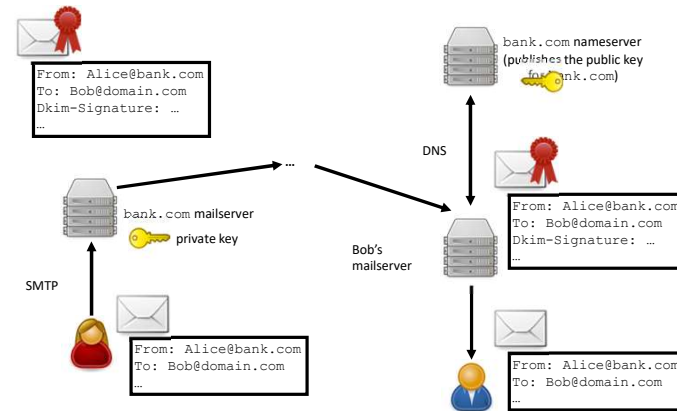 From: Alice@bank.com
To: Bob@domain.com
Dkim-Signature: …
…
bank.com nameserver
(publishes the public key
for bank.com)
DNS
…
bank.com mailserver
private key
From: Alice@bank.com
To: Bob@domain.com
Dkim-Signature: …
…
Bob's
mailserver
SMTP
From: Alice@bank.com
To: Bob@domain.com
…
From: Alice@bank.com
To: Bob@domain.com
…